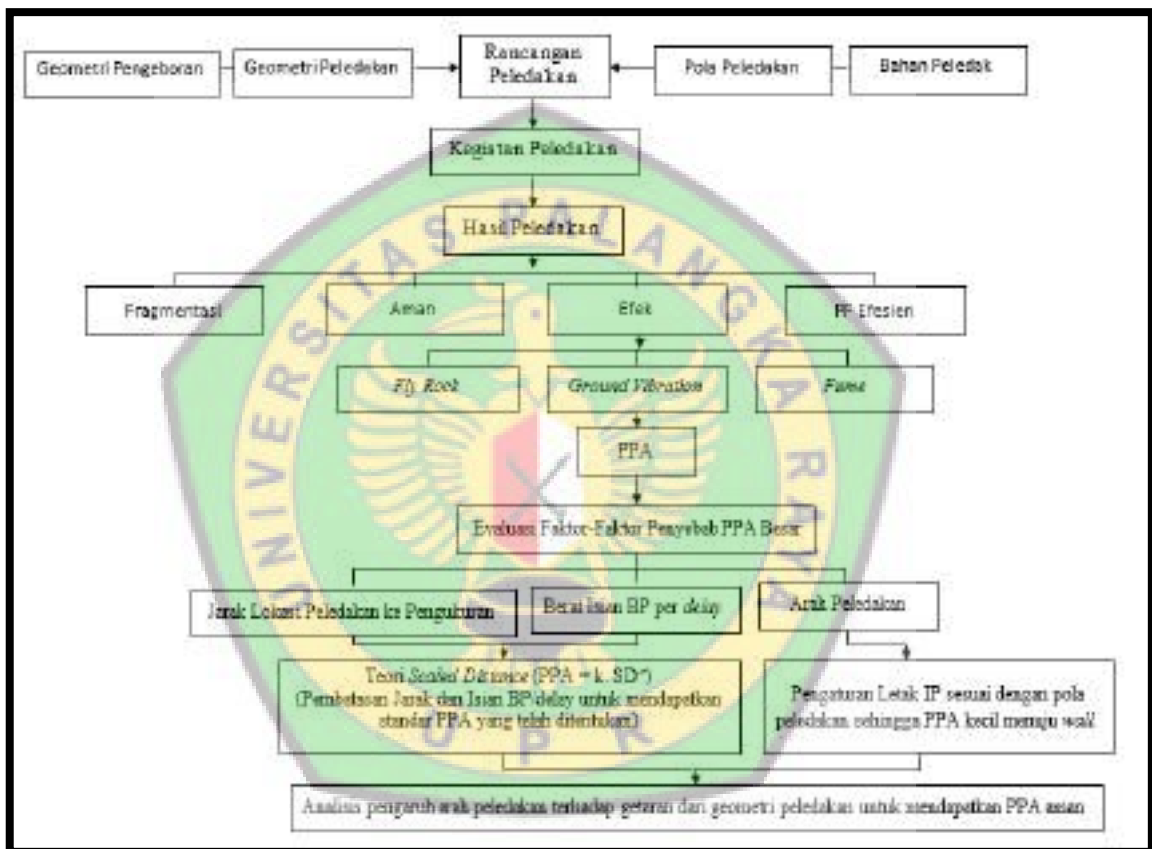 Geometri Pengeboran
Geometri Peledakan
Rancangan
Peledakan
Pola Peledakan
Bahan Peledak
Kegiatan Peledakan
Hasil Peledakan
Fragmentasi
Aman
Efek
PF Efesien
Fly Rock
Ground Vibration
Fume
PPA
Evaluasi Faktor-Faktor Penyebab PPA Besar
Jarak Lokasi Peledakan ke Pengukuran
Berat Isian BP per delay
Arah Peledakan
Teori Scaled Distance (PPA = k. SD
(Pembatasan Jarak dan Isian BP/delay untuk mendapatkan
standar PPA yang telah ditentukan)
Pengaturan Letak IP sesuai dengan pola
peledakan sehingga PPA kecil menuju wall
Analisis pengaruh arah peledakan terhadap getaran dan geometri peledakan untuk mendapatkan PPA aman
UNIVERSITAS PALANGKA RAYA
UPR